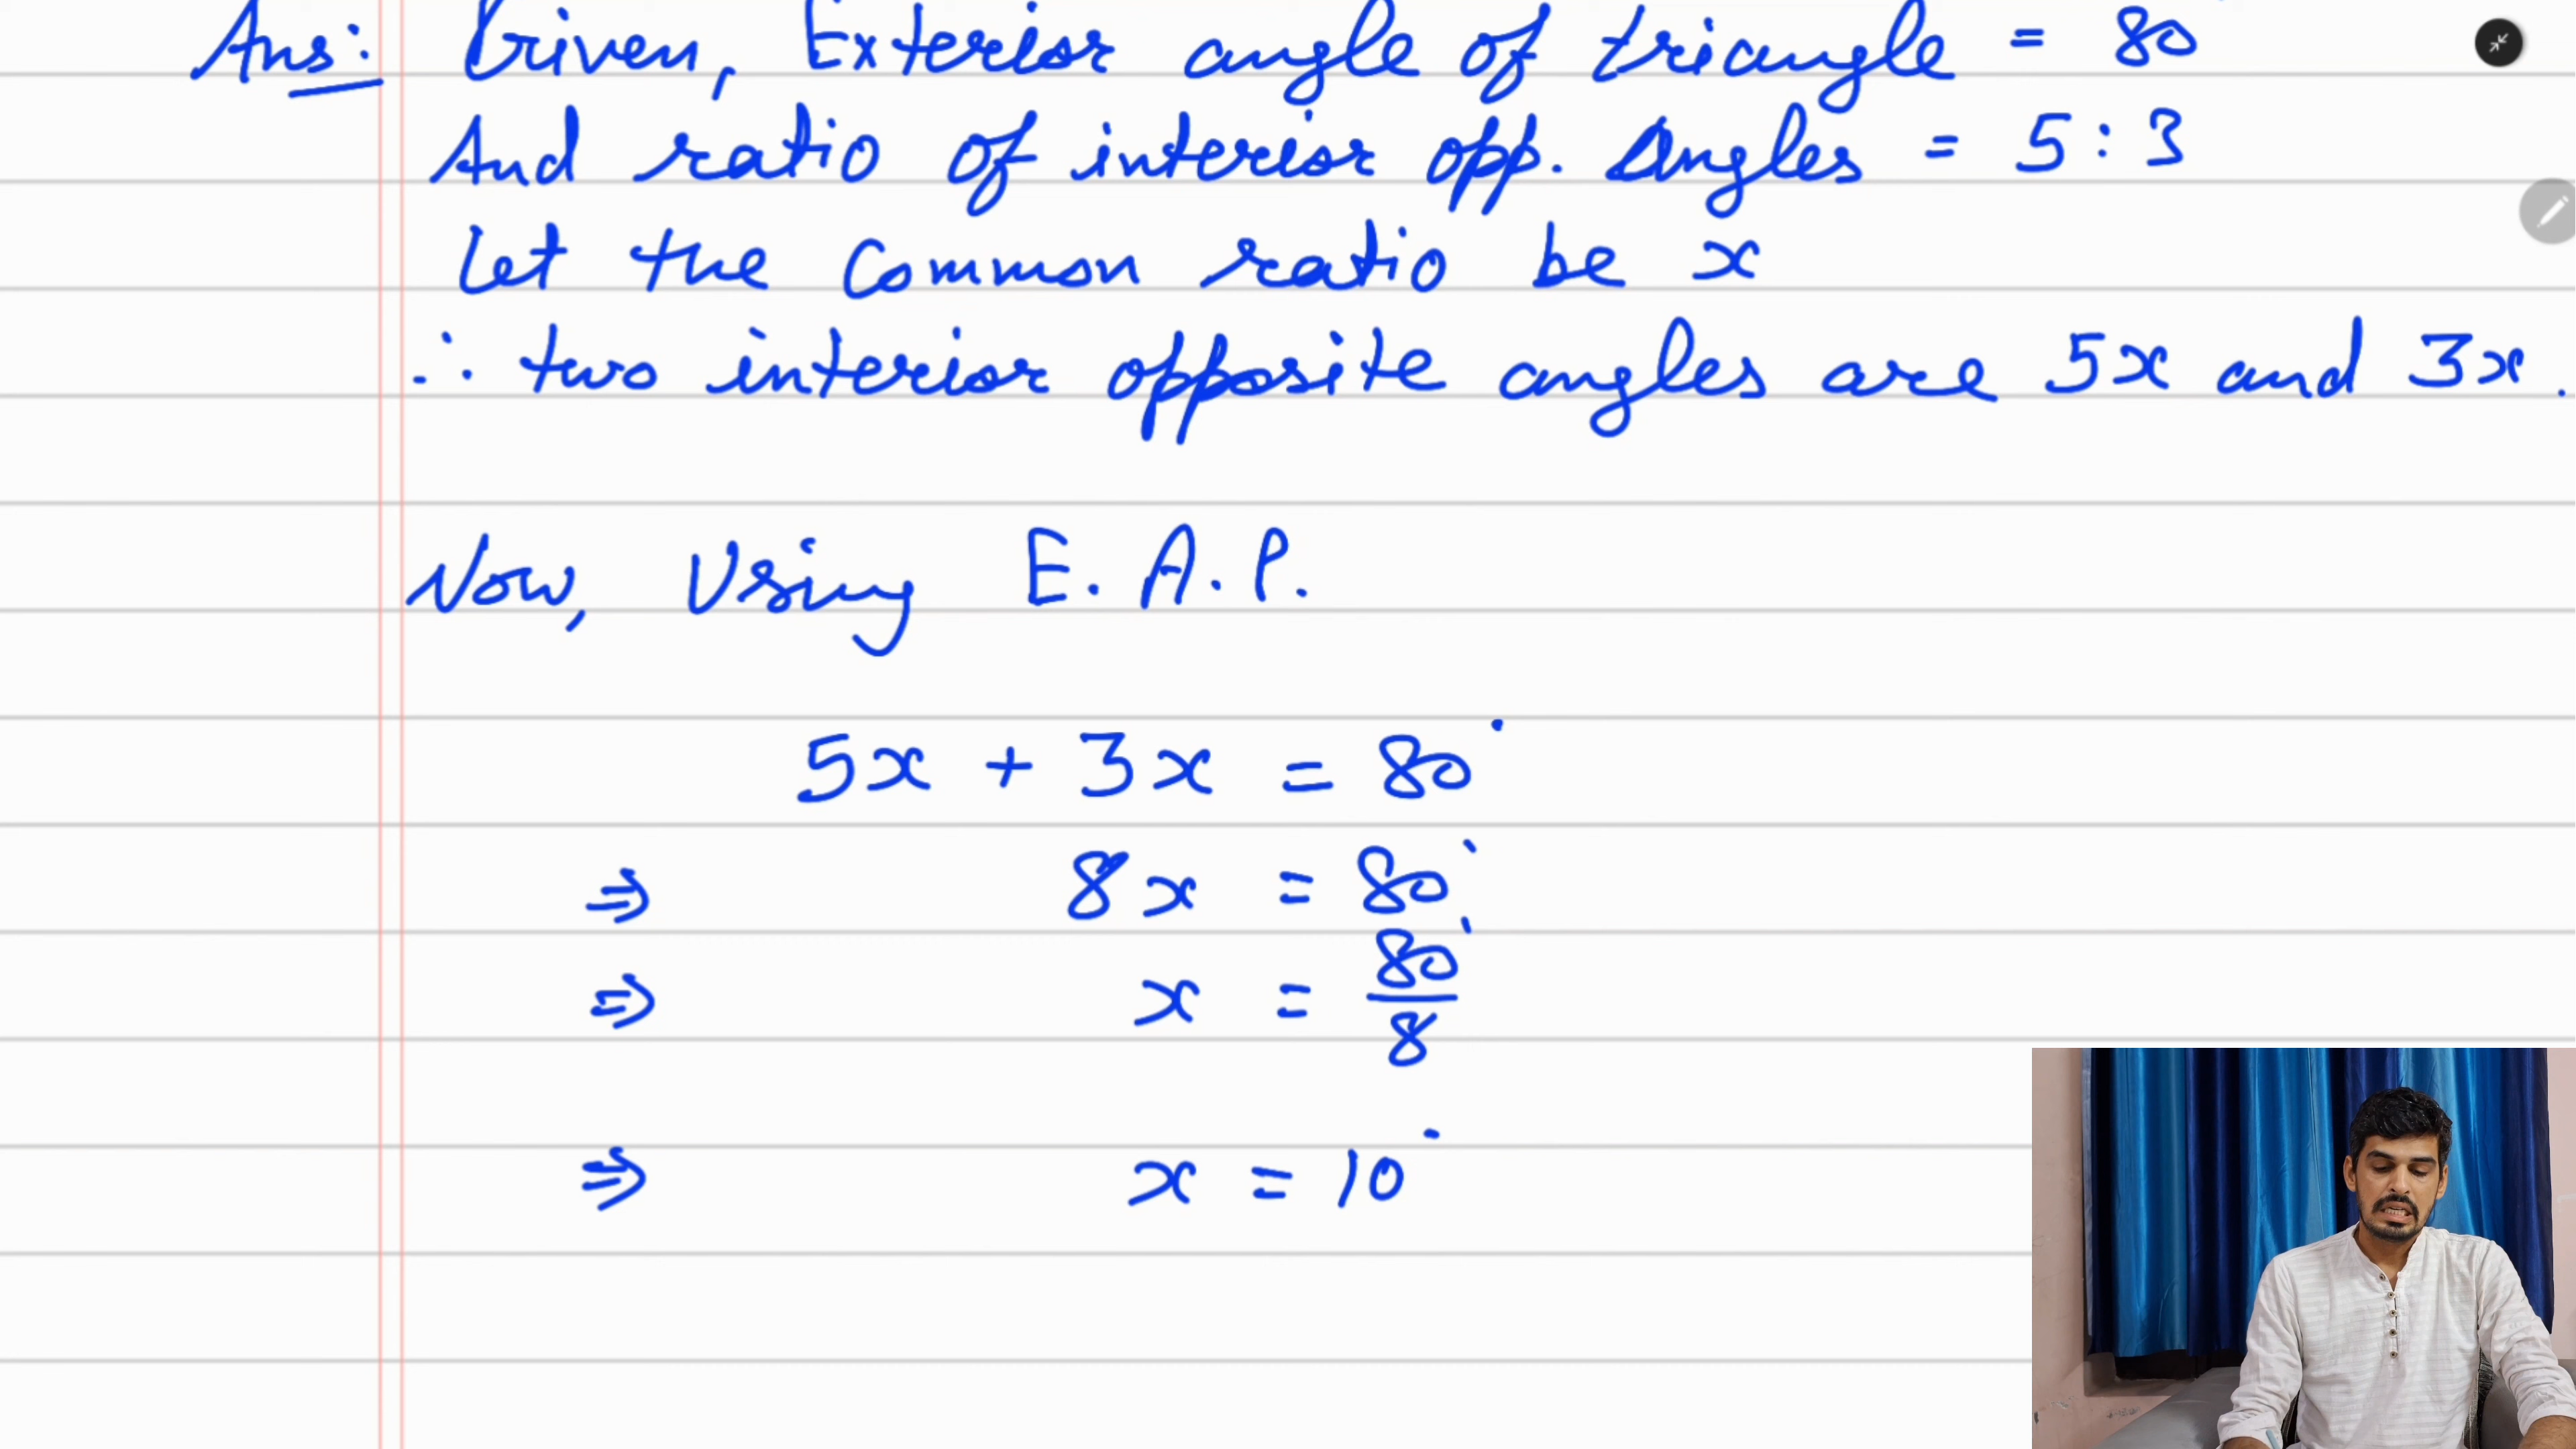 Ans: Given, Exterior angle of triangle = 80°
And ratio of interior opp. Angles = 5 : 3
Let the common ratio be x
∴ two interior opposite angles are 5x and 3x.
Now, Using E. A. P.
5x + 3x = 80°
⇒ 8x = 80°
⇒ x = 80°/8
⇒ x = 10°